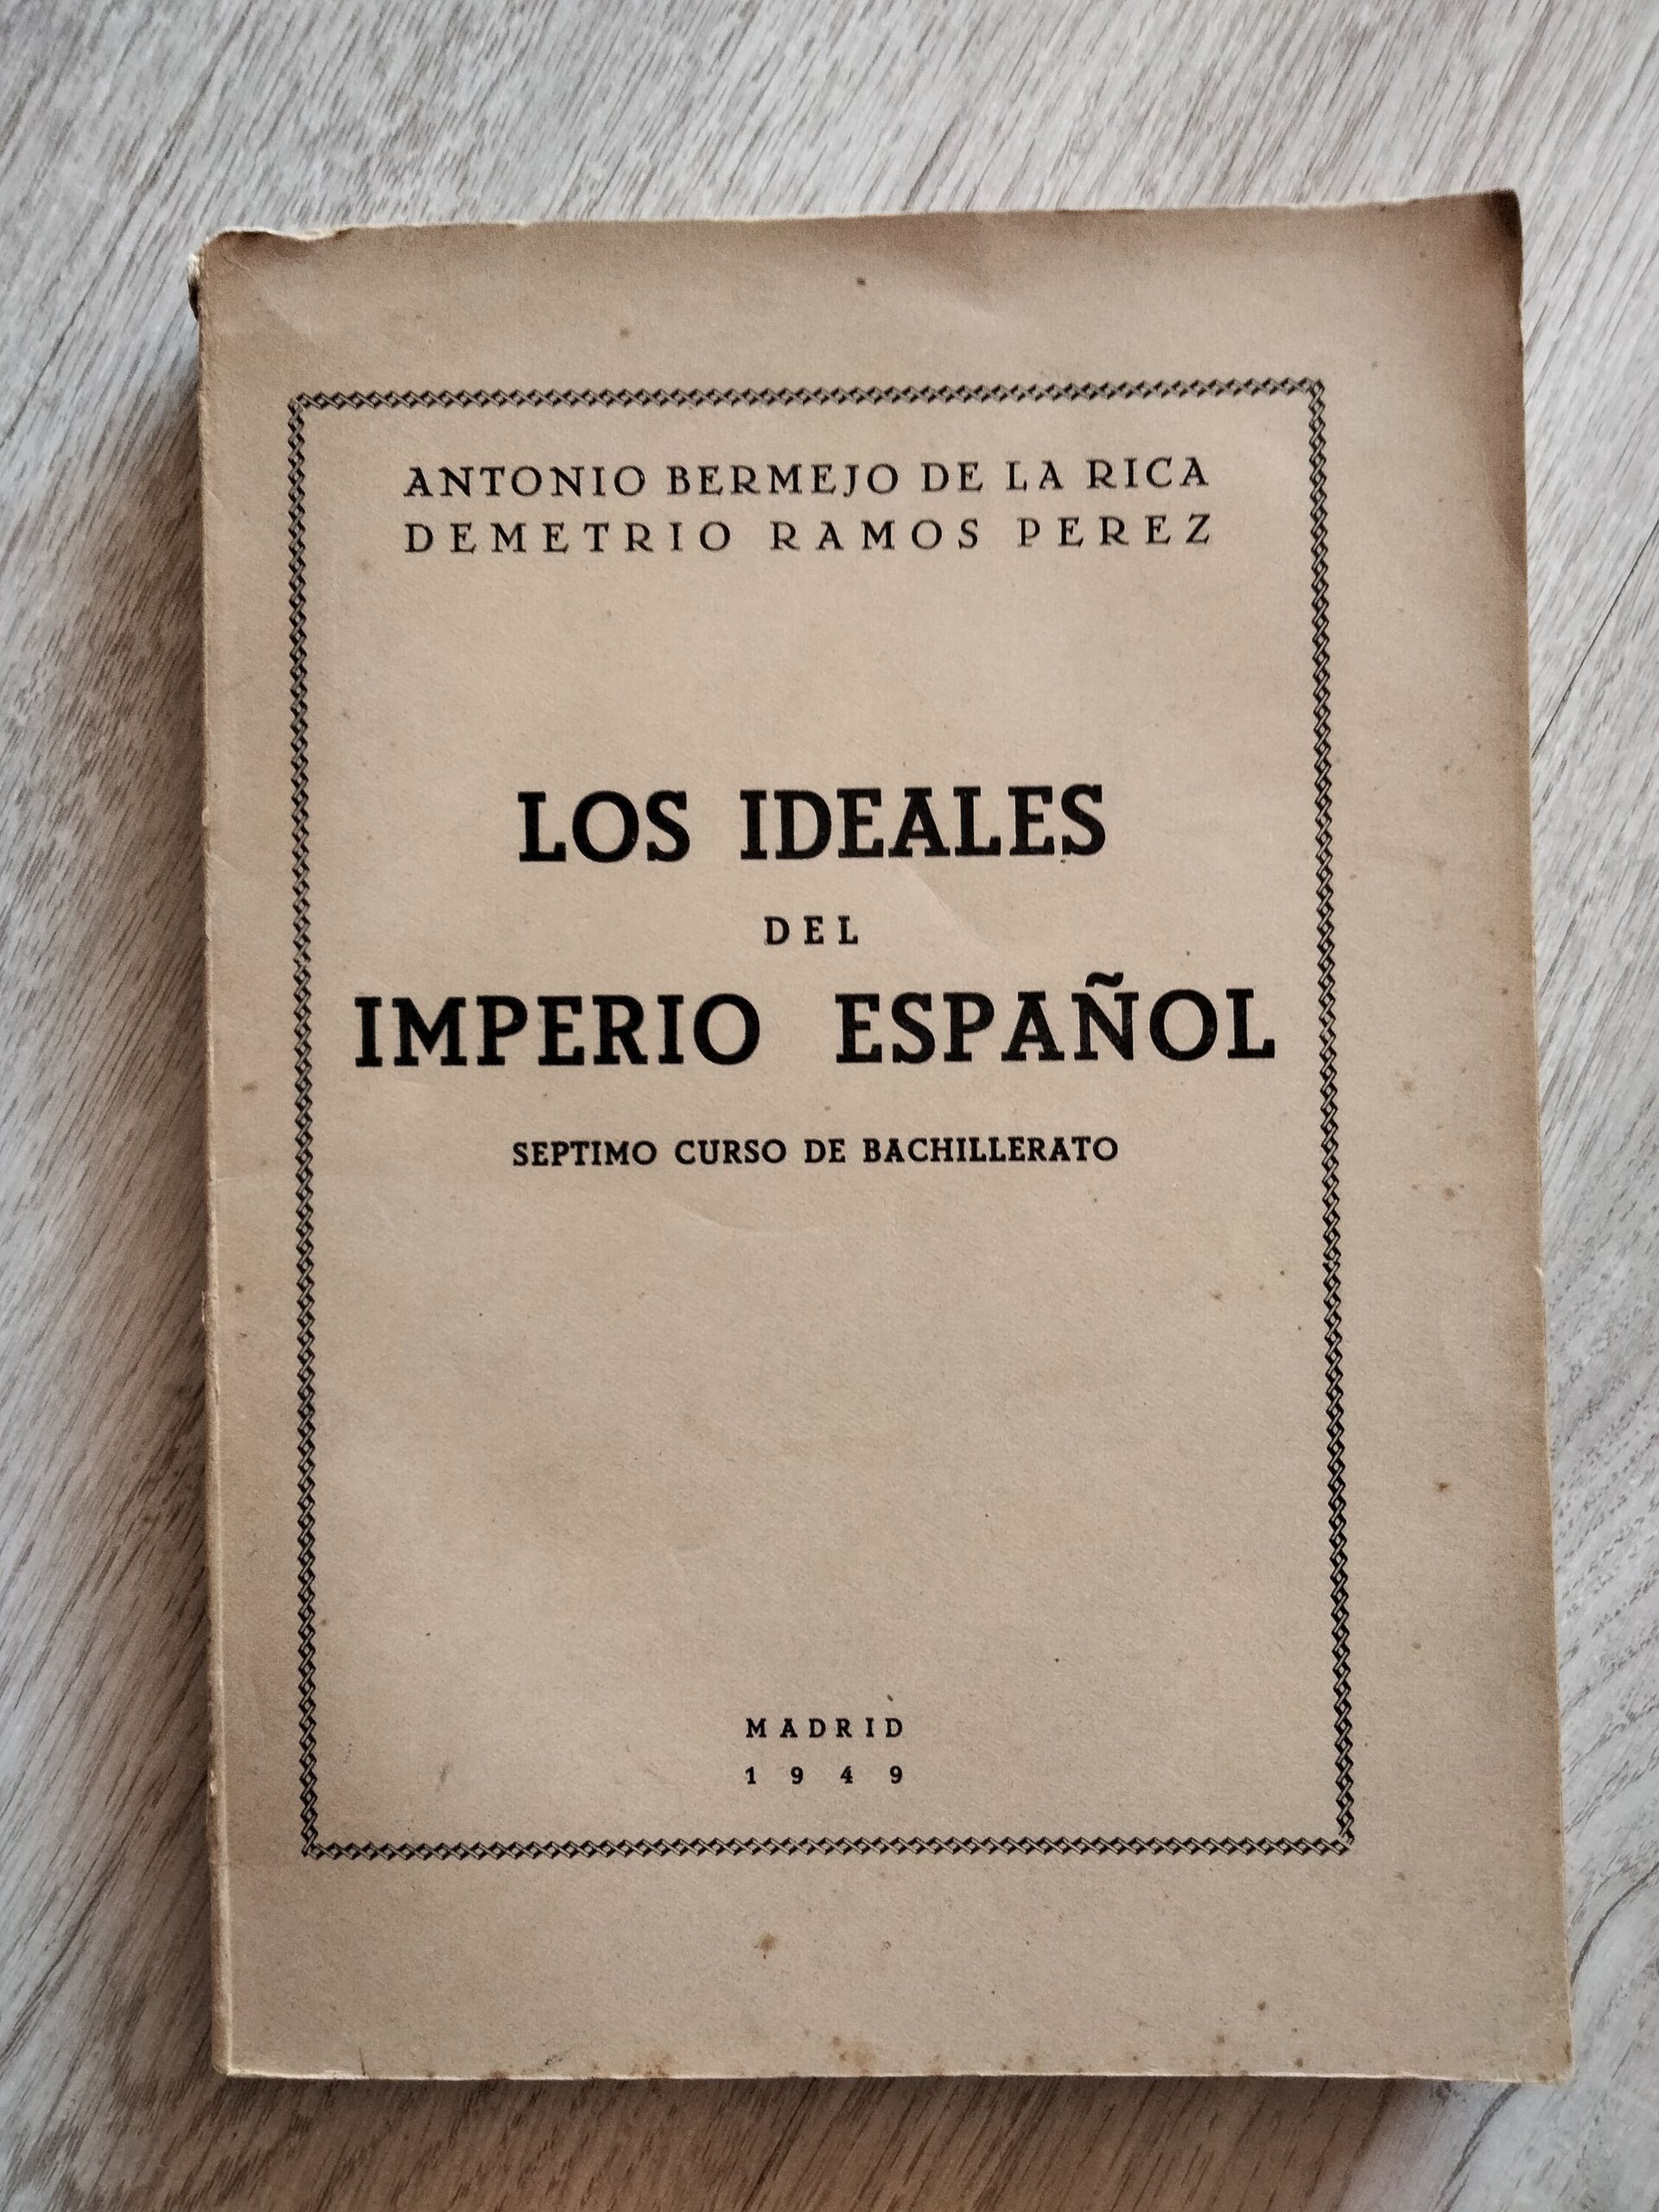 ANTONIO BERMEJO DE LA RICA
DEMETRIO RAMOS PEREZ
LOS IDEALES
DEL
IMPERIO ESPAÑOL
SEPTIMO CURSO DE BACHILLERATO
MADRID
1949